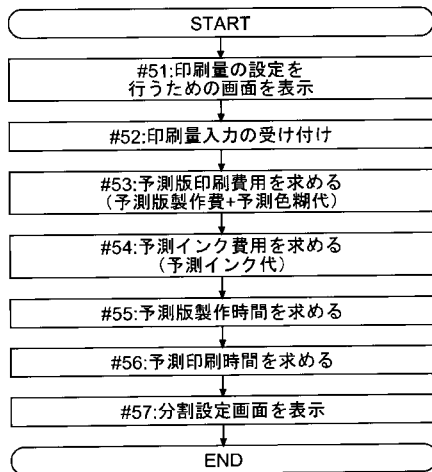 START
#51:印刷量の設定を
行うための画面を表示
#52:印刷量入力の受け付け
#53:予測版印刷費用を求める
(予測版製作費+予測色糊代)
#54:予測インク費用を求める
(予測インク代)
#55:予測版製作時間を求める
#56:予測印刷時間を求める
#57:分割設定画面を表示
END